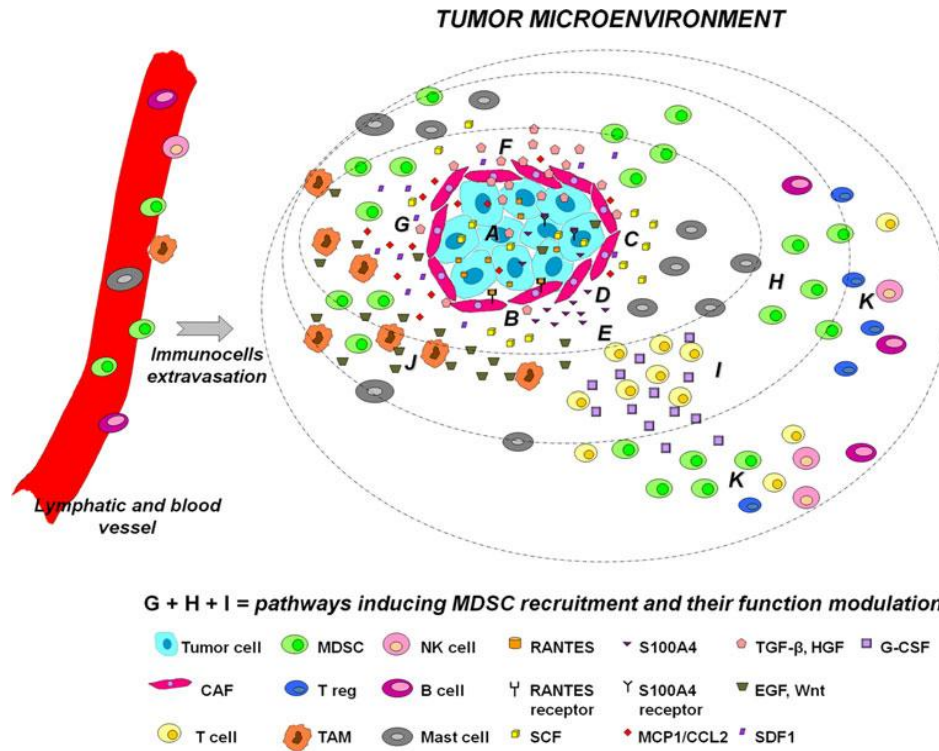 TUMOR MICROENVIRONMENT
F
G
A
C
H
K
D
B
E
J
I
Immunocells
extravasation
K
Lymphatic and blood
vessel
G + H + I = pathways inducing MDSC recruitment and their function modulation
Tumor cell MDSC NK cell RANTES S100A4 TGF-β, HGF G-CSF
CAF T reg B cell RANTES receptor S100A4 receptor EGF, Wnt
T cell TAM Mast cell SCF MCP1/CCL2 SDF1